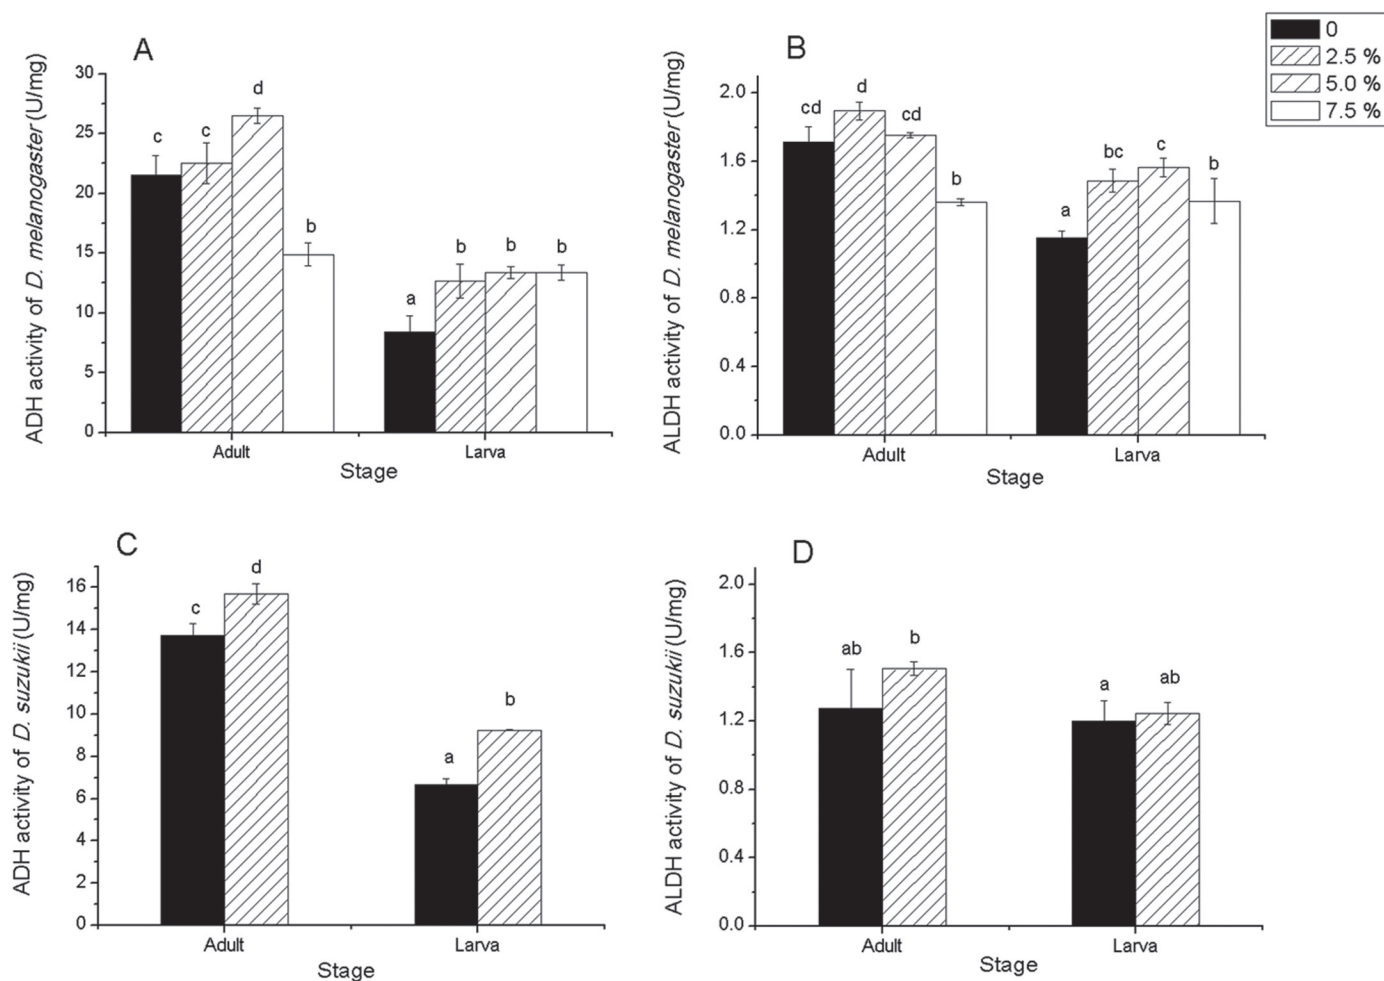 A
ADH activity of D. melanogaster (U/mg)
30
25
20
15
10
5
0
c
c
d
b
a
b
b
b
Adult
Larva
Stage
B
ALDH activity of D. melanogaster (U/mg)
2.0
1.6
1.2
0.8
0.4
0.0
cd
d
cd
b
a
bc
c
b
Adult
Larva
Stage
0
2.5 %
5.0 %
7.5 %
C
ADH activity of D. suzukii (U/mg)
16
14
12
10
8
6
4
2
0
c
d
a
b
Adult
Larva
Stage
D
ALDH activity of D. suzukii (U/mg)
2.0
1.6
1.2
0.8
0.4
0.0
ab
b
a
ab
Adult
Larva
Stage